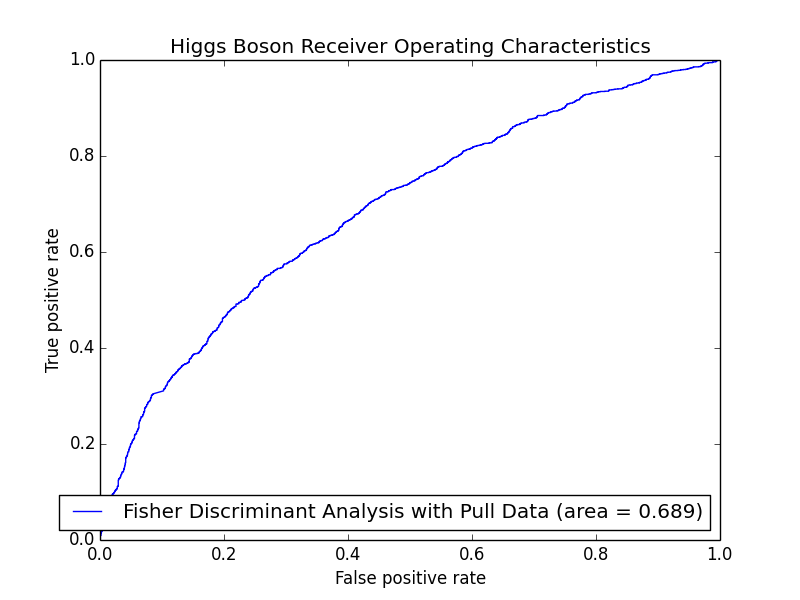 Higgs Boson Receiver Operating Characteristics
1.0
0.8
0.6
0.4
0.2
0.0
True positive rate
Fisher Discriminant Analysis with Pull Data (area = 0.689)
0.0 0.2 0.4 0.6 0.8 1.0
False positive rate